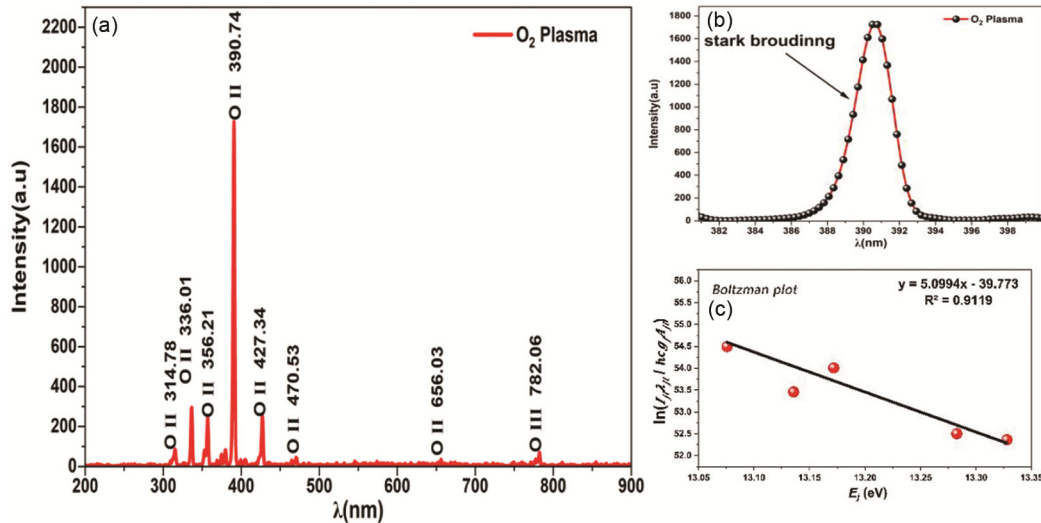 (a)
O₂ Plasma
Intensity(a.u)
2200
2000
1800
1600
1400
1200
1000
800
600
400
200
0
O II 314.78
O II 336.01
O II 356.21
O II 390.74
O II 427.34
O II 470.53
O II 656.03
O III 782.06
200 300 400 500 600 700 800 900
λ(nm)
(b)
O₂ Plasma
stark broudinng
Intensity(a.u)
1800
1600
1400
1200
1000
800
600
400
200
0
382 384 386 388 390 392 394 396 398
λ(nm)
(c)
Boltzman plot
y = 5.0994x - 39.773
R² = 0.9119
56.0
55.5
55.0
54.5
54.0
53.5
53.0
52.5
52.0
13.05 13.10 13.15 13.20 13.25 13.30 13.35
Eⱼ (eV)